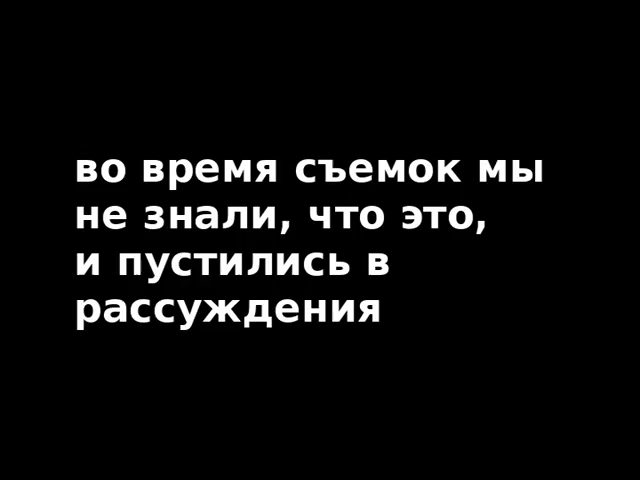 во время съемок мы
не знали, что это,
и пустились в
рассуждения